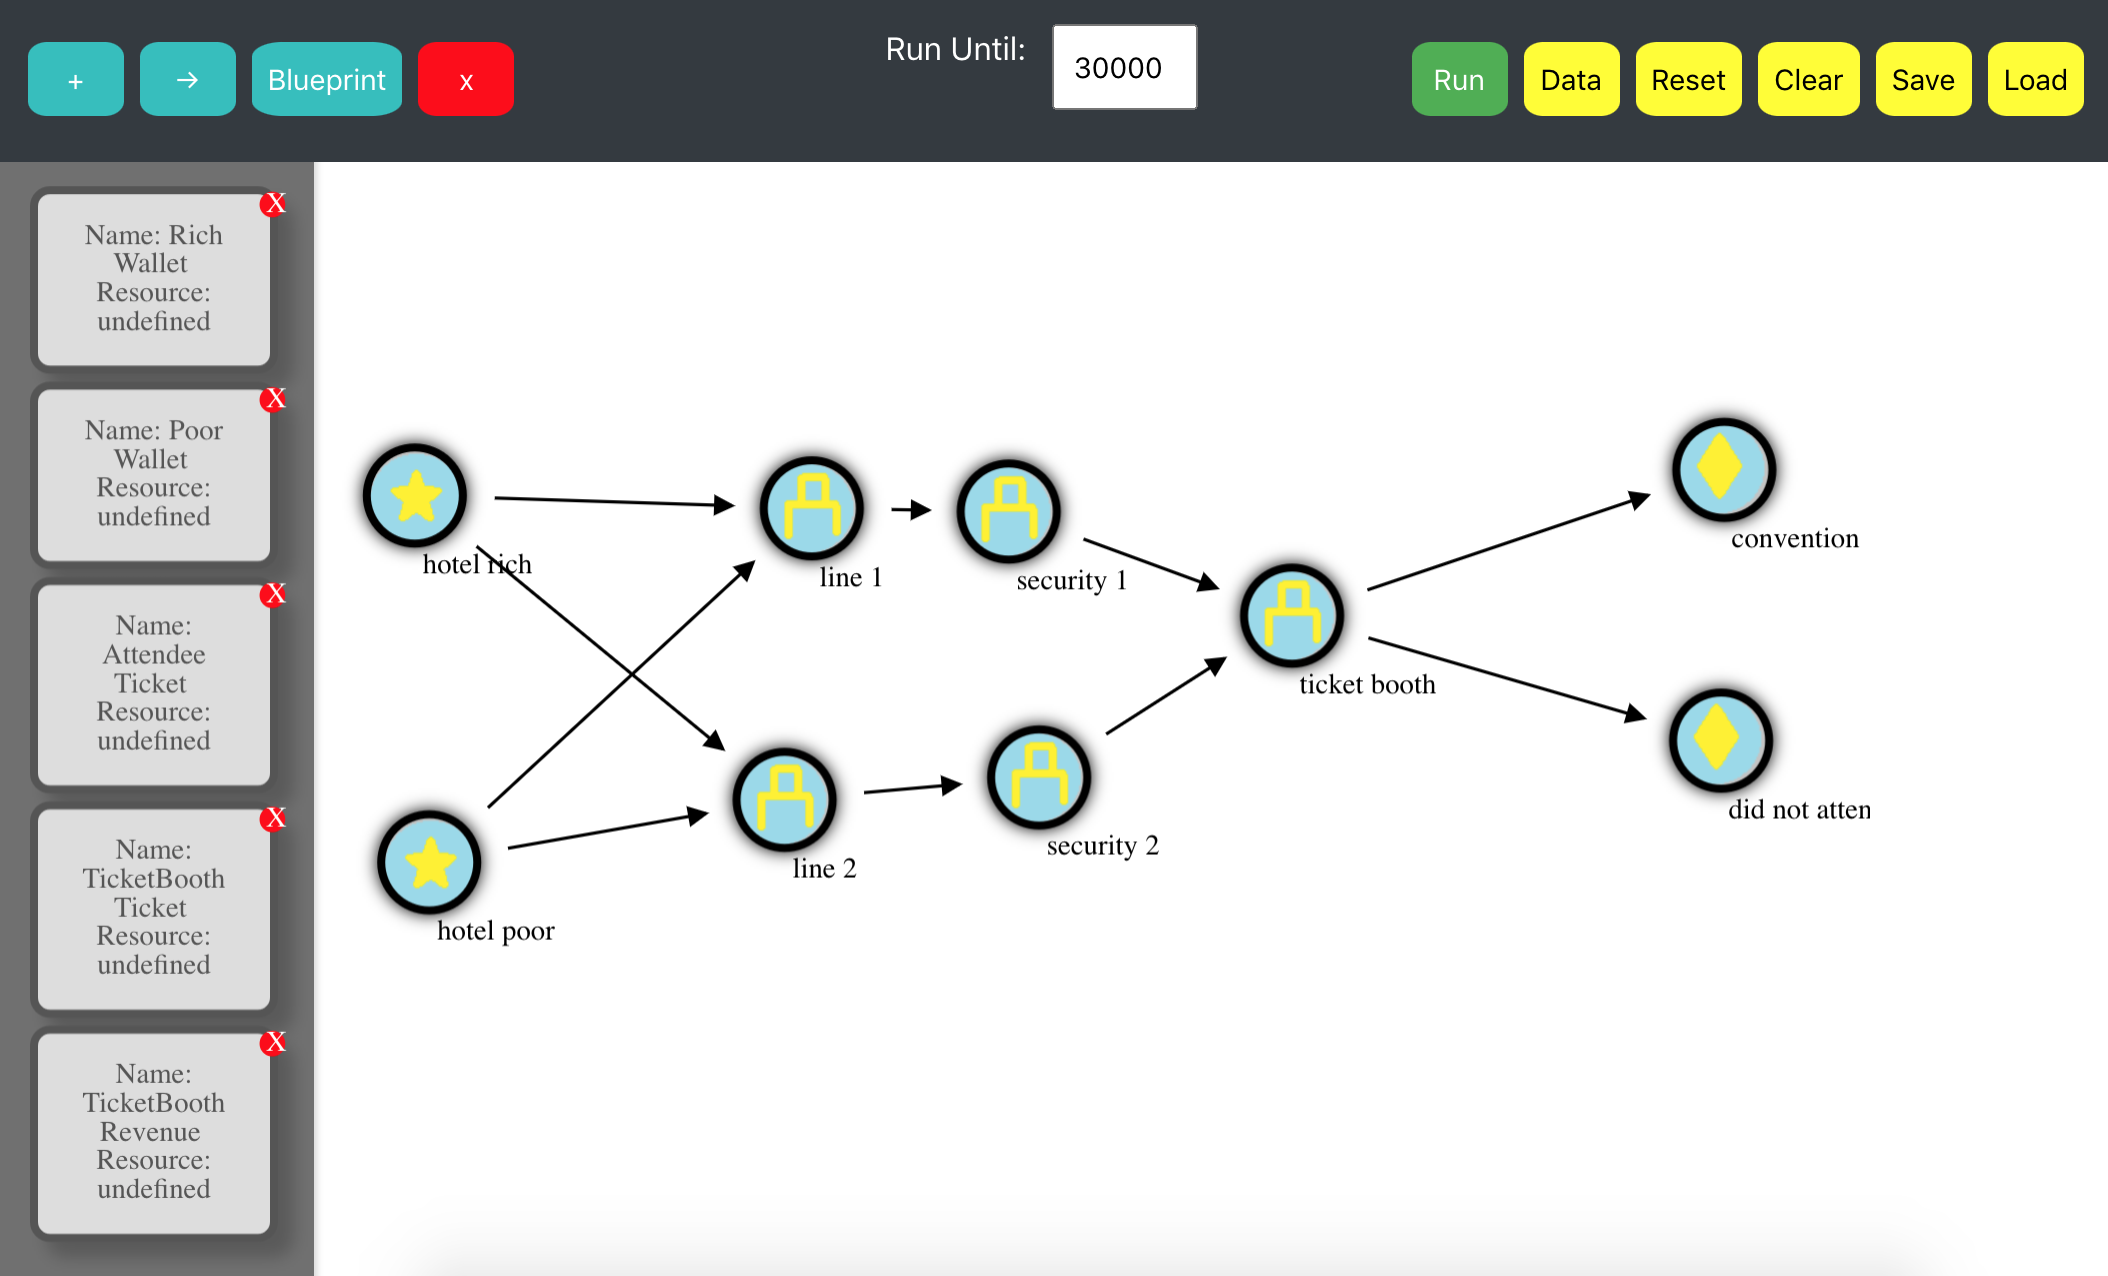 +
→
Blueprint
x
Run Until:
30000
Run
Data
Reset
Clear
Save
Load
X
Name: Rich
Wallet
Resource:
undefined
X
Name: Poor
Wallet
Resource:
undefined
X
Name:
Attendee
Ticket
Resource:
undefined
X
Name:
TicketBooth
Ticket
Resource:
undefined
X
Name:
TicketBooth
Revenue
Resource:
undefined
hotel rich
line 1
security 1
convention
ticket booth
did not atten
line 2
security 2
hotel poor